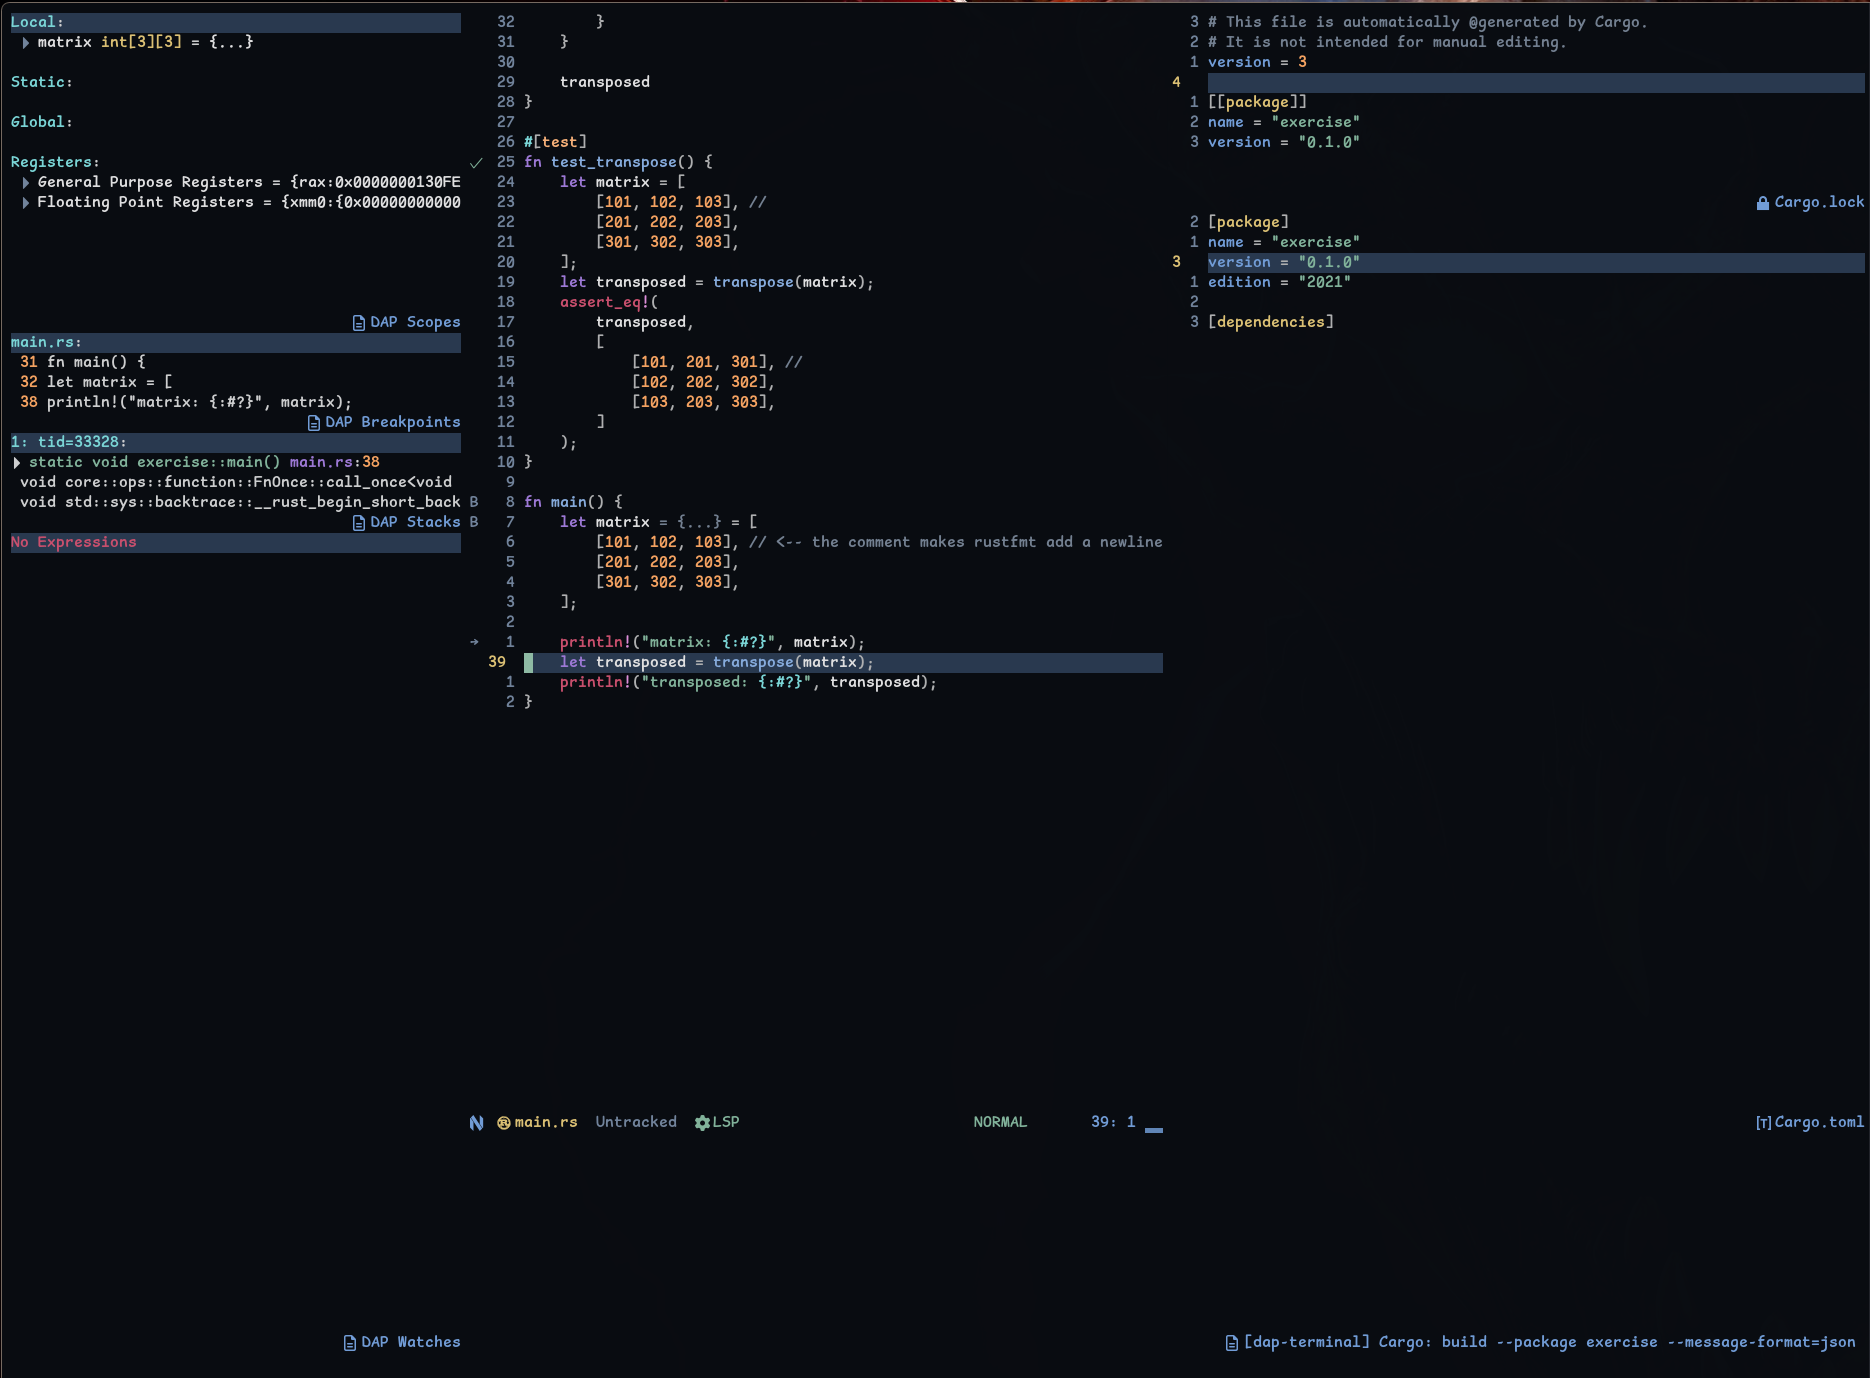 Local:
matrix int[3][3] = {...}
Static:
Global:
Registers:
General Purpose Registers = {rax:0x0000000130FE
Floating Point Registers = {xmm0:{0x00000000000
DAP Scopes
main.rs:
31 fn main() {
32 let matrix = [
38 println!("matrix: {:#?}", matrix);
DAP Breakpoints
1: tid=33328:
static void exercise::main() main.rs:38
void core::ops::function::FnOnce::call_once<void
void std::sys::backtrace::__rust_begin_short_back
DAP Stacks
No Expressions
DAP Watches
32         }
31     }
30
29     transposed
28 }
27
26 #[test]
25 fn test_transpose() {
24     let matrix = [
23         [101, 102, 103], //
22         [201, 202, 203],
21         [301, 302, 303],
20     ];
19     let transposed = transpose(matrix);
18     assert_eq!(
17         transposed,
16         [
15             [101, 201, 301], //
14             [102, 202, 302],
13             [103, 203, 303],
12         ]
11     );
10 }
9
B 8 fn main() {
B 7     let matrix = {...} = [
6         [101, 102, 103], // <-- the comment makes rustfmt add a newline
5         [201, 202, 203],
4         [301, 302, 303],
3     ];
2
→ 1     println!("matrix: {:#?}", matrix);
39     let transposed = transpose(matrix);
1     println!("transposed: {:#?}", transposed);
2 }
main.rs Untracked LSP NORMAL 39: 1
3 # This file is automatically @generated by Cargo.
2 # It is not intended for manual editing.
1 version = 3
4
1 [[package]]
2 name = "exercise"
3 version = "0.1.0"
Cargo.lock
2 [package]
1 name = "exercise"
3 version = "0.1.0"
1 edition = "2021"
2
3 [dependencies]
[T]Cargo.toml
[dap-terminal] Cargo: build --package exercise --message-format=json